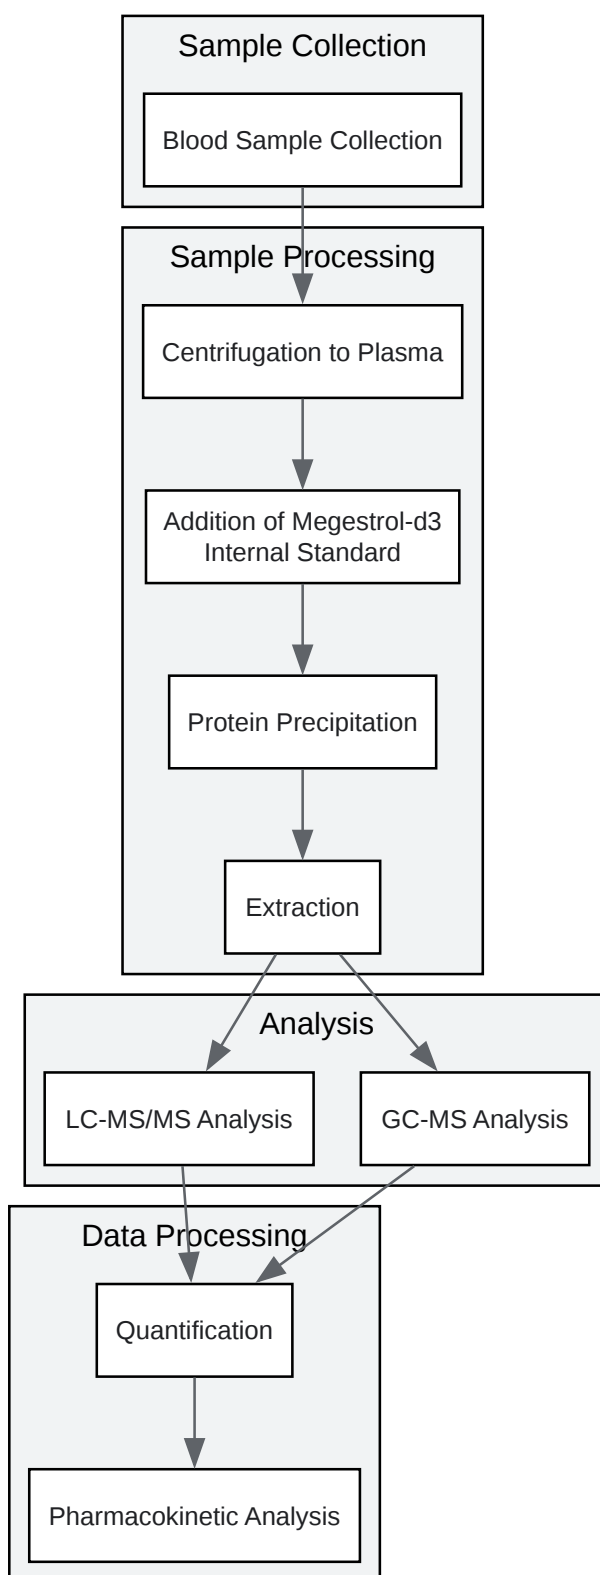 Sample Collection
Blood Sample Collection
Sample Processing
Centrifugation to Plasma
Addition of Megestrol-d3
Internal Standard
Protein Precipitation
Extraction
Analysis
LC-MS/MS Analysis
GC-MS Analysis
Data Processing
Quantification
Pharmacokinetic Analysis